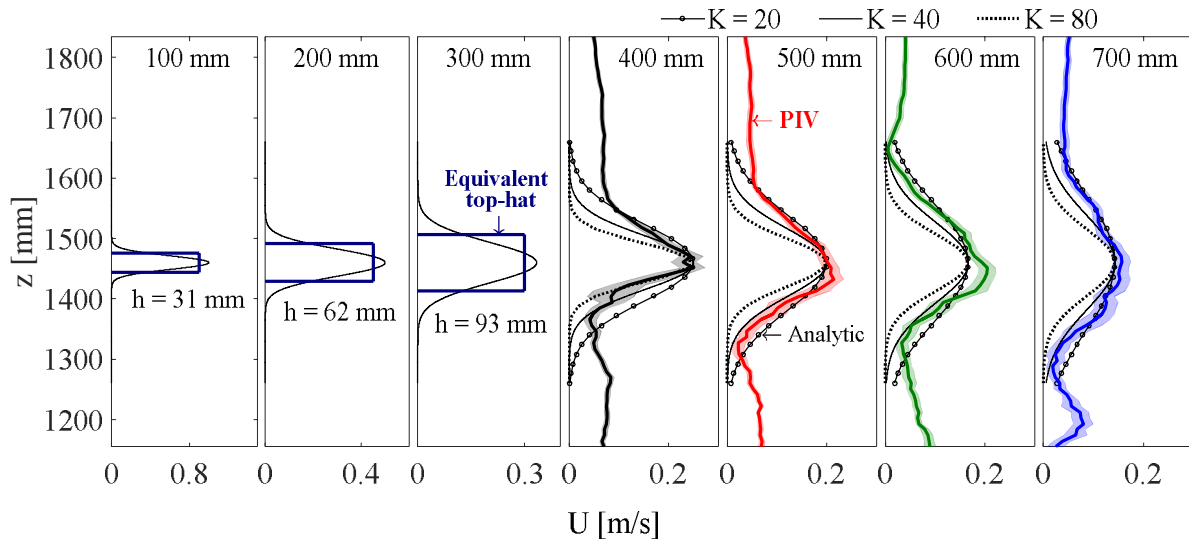 K = 20 K = 40 K = 80
100 mm 200 mm 300 mm 400 mm 500 mm 600 mm 700 mm
1800
1700
1600
1500
1400
1300
1200
z [mm]
← PIV
Equivalent
top-hat
h = 31 mm
h = 62 mm
h = 93 mm
← Analytic
0 0.8 0 0.4 0 0.3 0 0.2 0 0.2 0 0.2 0 0.2
U [m/s]